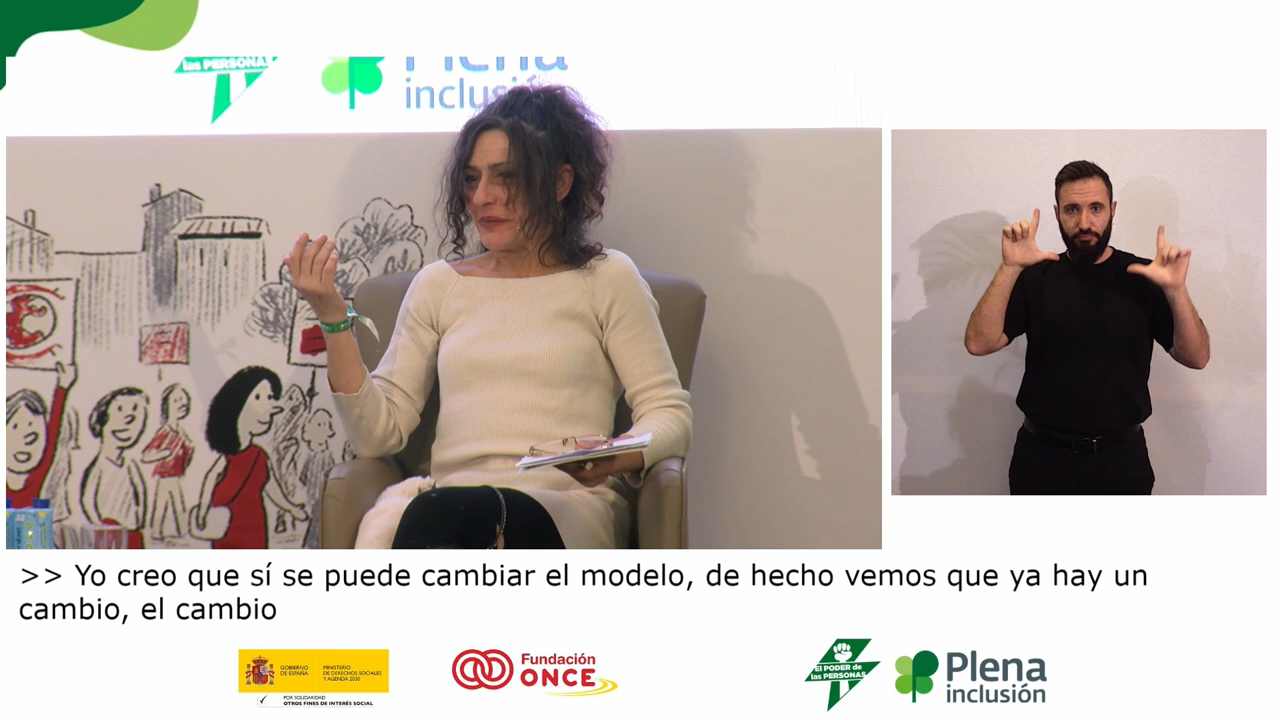 las PERSONAS
Plena
inclusión
>> Yo creo que sí se puede cambiar el modelo, de hecho vemos que ya hay un
cambio, el cambio
GOBIERNO
DE ESPAÑA
MINISTERIO
DE DERECHOS SOCIALES
Y AGENDA 2030
POR SOLIDARIDAD
OTROS FINES DE INTERÉS SOCIAL
Fundación
ONCE
El PODER de
las PERSONAS
Plena
inclusión